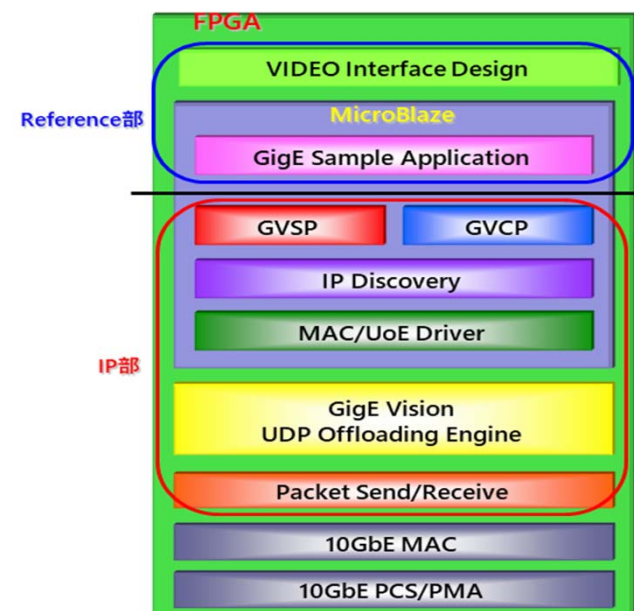 FPGA
VIDEO Interface Design
Reference部
MicroBlaze
GigE Sample Application
GVSP
GVCP
IP Discovery
MAC/UoE Driver
IP部
GigE Vision
UDP Offloading Engine
Packet Send/Receive
10GbE MAC
10GbE PCS/PMA